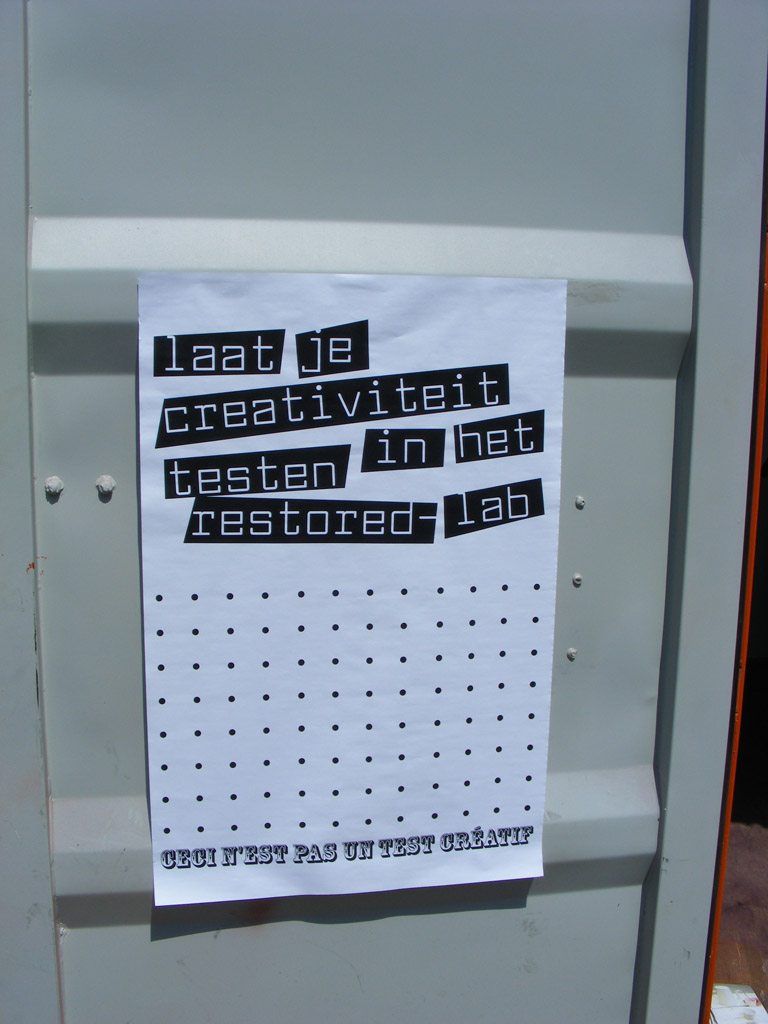 laat je
creativiteit
testen in het
restored-lab
CECI N'EST PAS UN TEST CRÉATIF